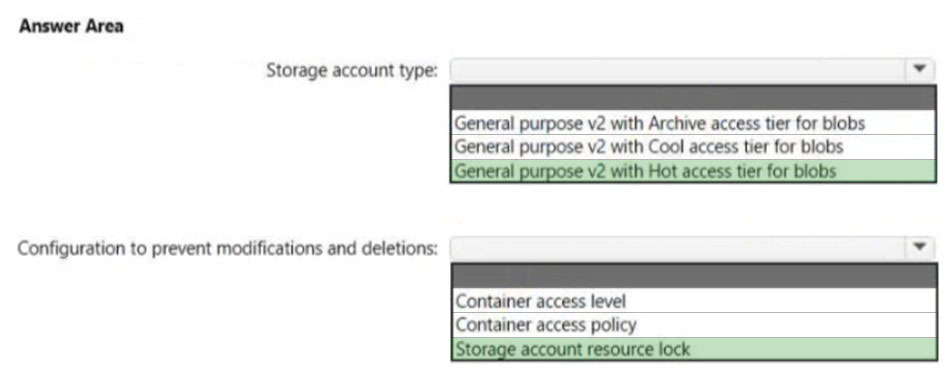 Answer Area
Storage account type:
General purpose v2 with Archive access tier for blobs
General purpose v2 with Cool access tier for blobs
General purpose v2 with Hot access tier for blobs
Configuration to prevent modifications and deletions:
Container access level
Container access policy
Storage account resource lock